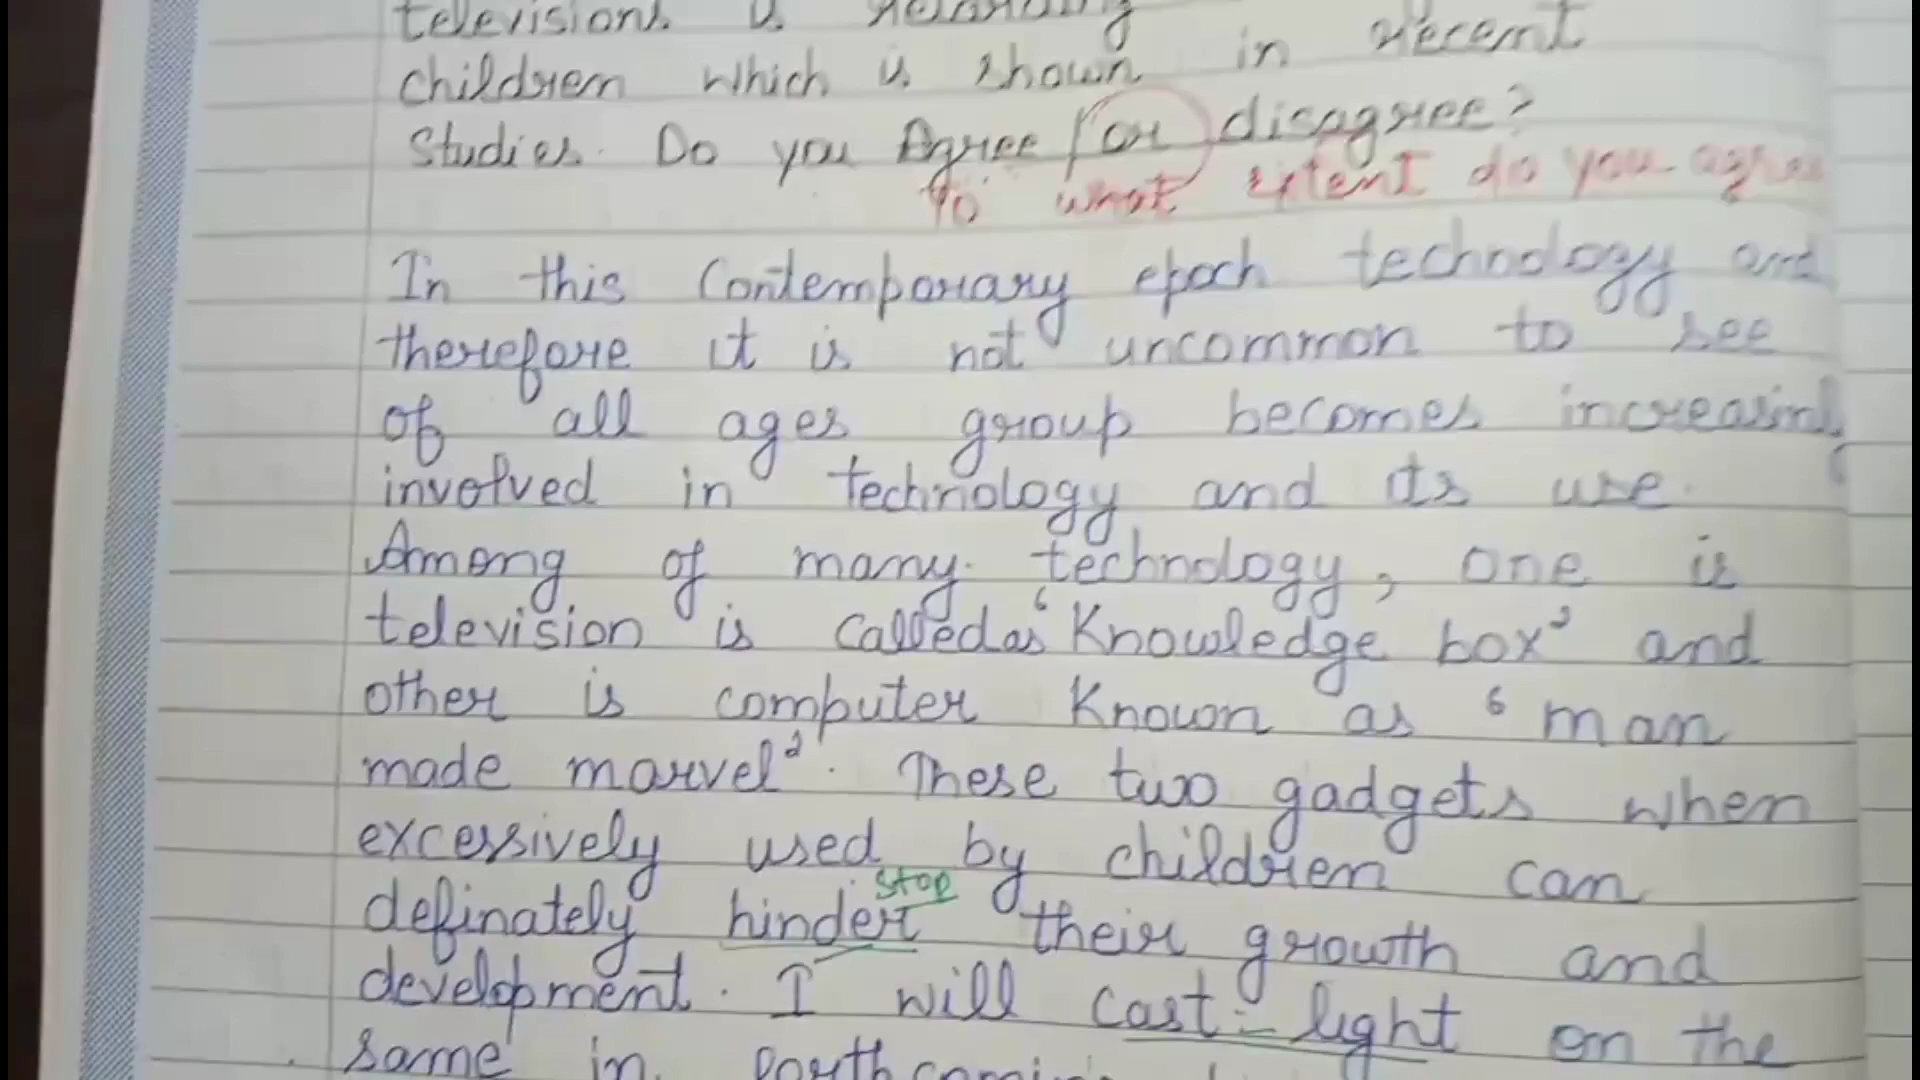 televisions is
children which is shown in recent
studies. Do you Agree / or disagree?
to what extent do you agree
In this contemporary epoch technology and
therefore it is not uncommon to see
of all ages group becomes increasing
involved in technology and its use.
Among of many technology, one is
television is called as 'Knowledge box' and
other is computer Known as 'man
made marvel'. These two gadgets when
excessively used by children can
stop
definately hinder their growth and
development. I will cast-light on the
same in